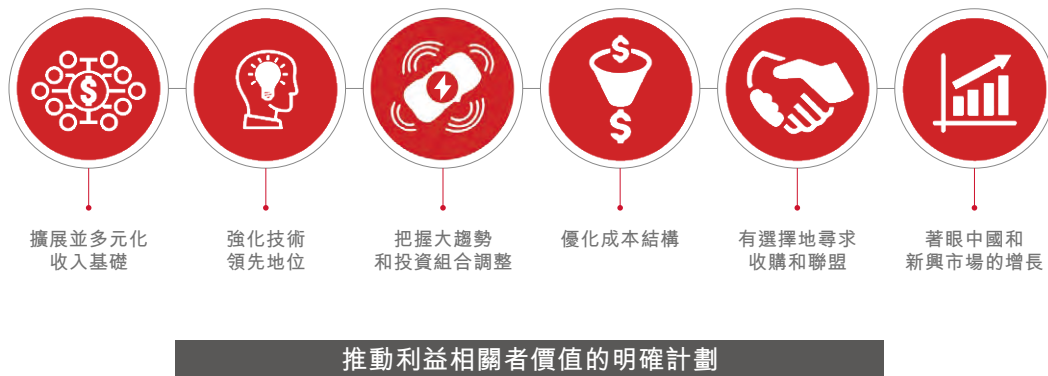 擴展並多元化
收入基礎
強化技術
領先地位
把握大趨勢
和投資組合調整
優化成本結構
有選擇地尋求
收購和聯盟
著眼中國和
新興市場的增長
推動利益相關者價值的明確計劃